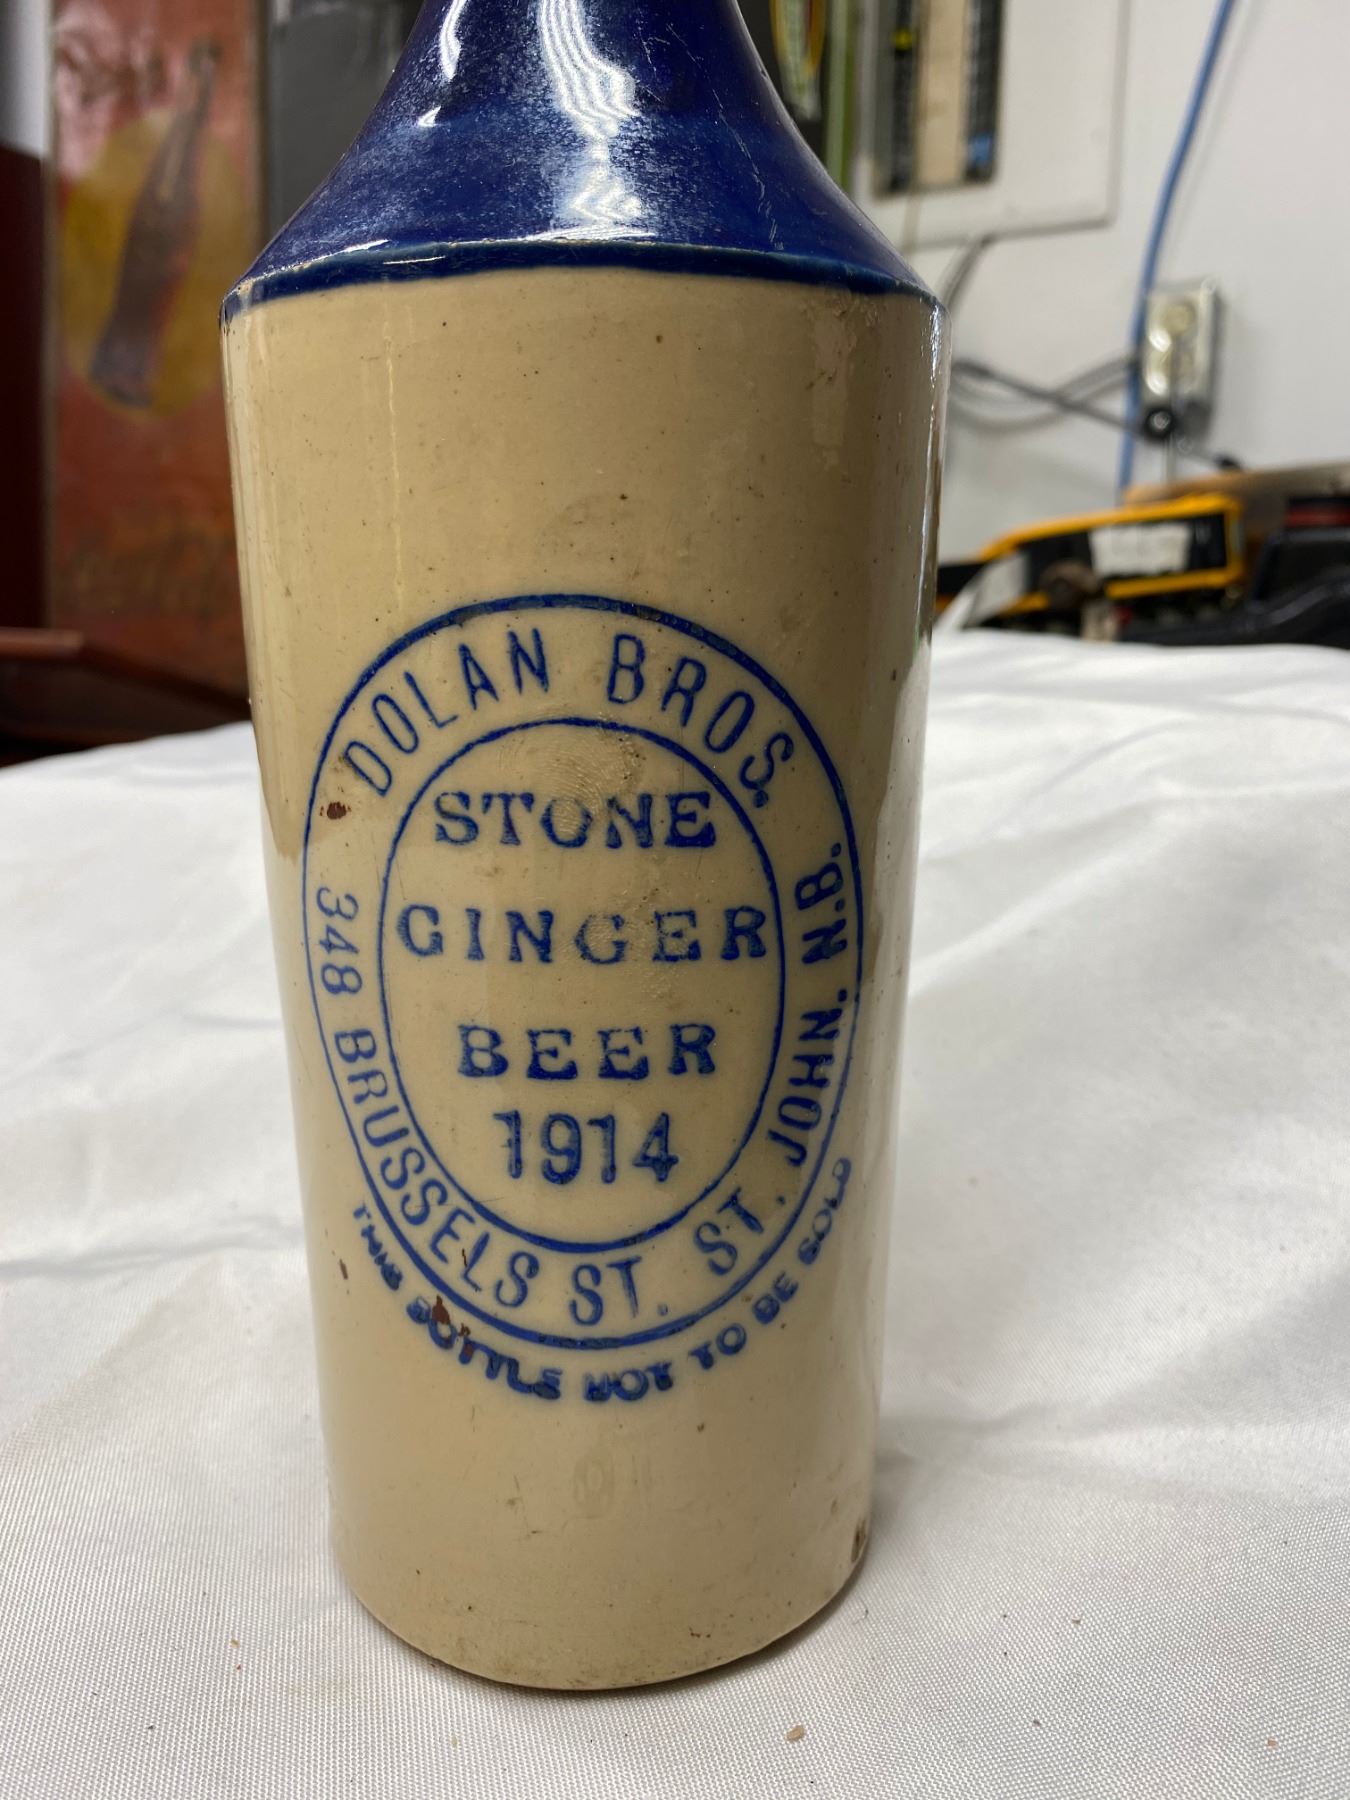 DOLAN BROS.
STONE
GINGER
BEER
1914
348 BRUSSELS ST. ST. JOHN. N.B.
THIS BOTTLE NOT TO BE SOLD